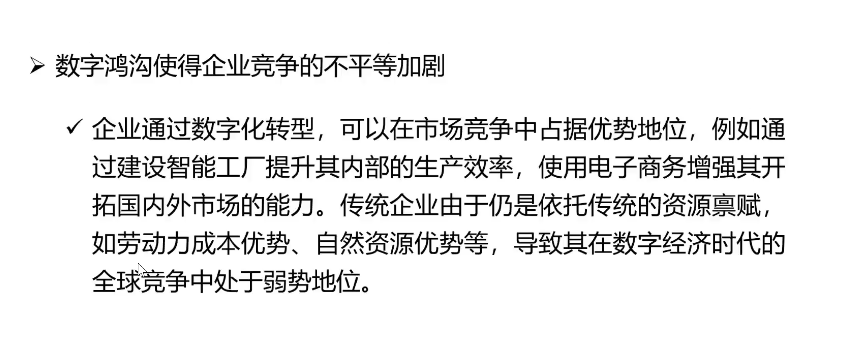 ➢ 数字鸿沟使得企业竞争的不平等加剧
✓ 企业通过数字化转型，可以在市场竞争中占据优势地位，例如通
过建设智能工厂提升其内部的生产效率，使用电子商务增强其开
拓国内外市场的能力。传统企业由于仍是依托传统的资源禀赋，
如劳动力成本优势、自然资源优势等，导致其在数字经济时代的
全球竞争中处于弱势地位。